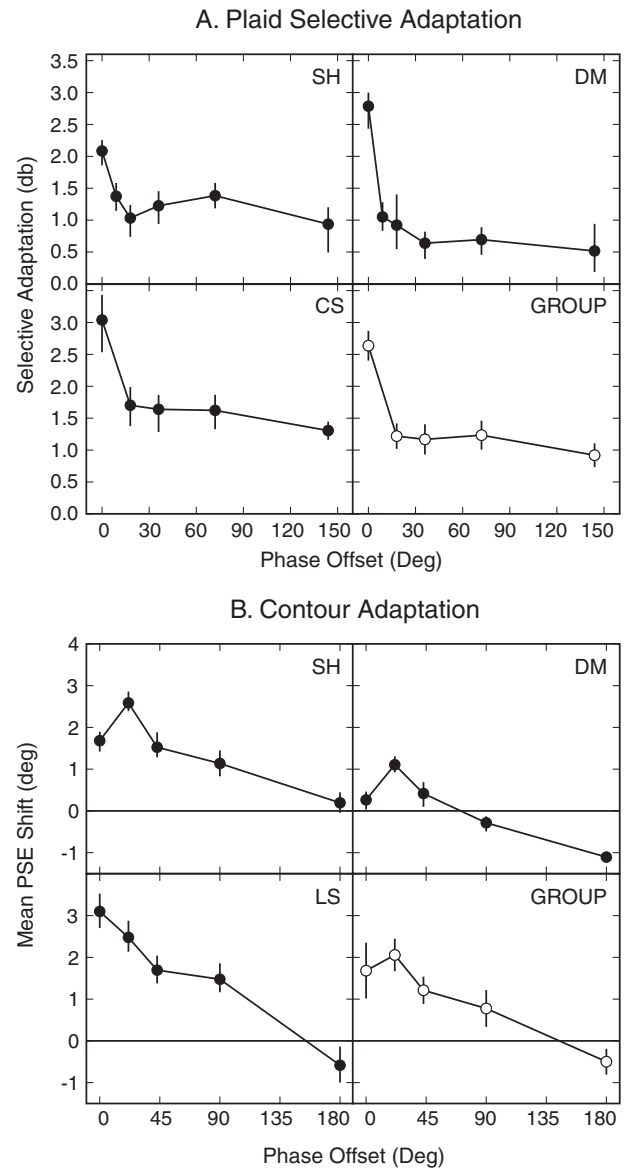 A. Plaid Selective Adaptation
SH
DM
3.5
3.0
2.5
2.0
1.5
1.0
0.5
0.0
CS
GROUP
3.0
2.5
2.0
1.5
1.0
0.5
0.0
Selective Adaptation (db)
0 30 60 90 120 150 0 30 60 90 120 150
Phase Offset (Deg)
B. Contour Adaptation
SH
DM
4
3
2
1
0
-1
LS
GROUP
3
2
1
0
-1
Mean PSE Shift (deg)
0 45 90 135 180 0 45 90 135 180
Phase Offset (Deg)